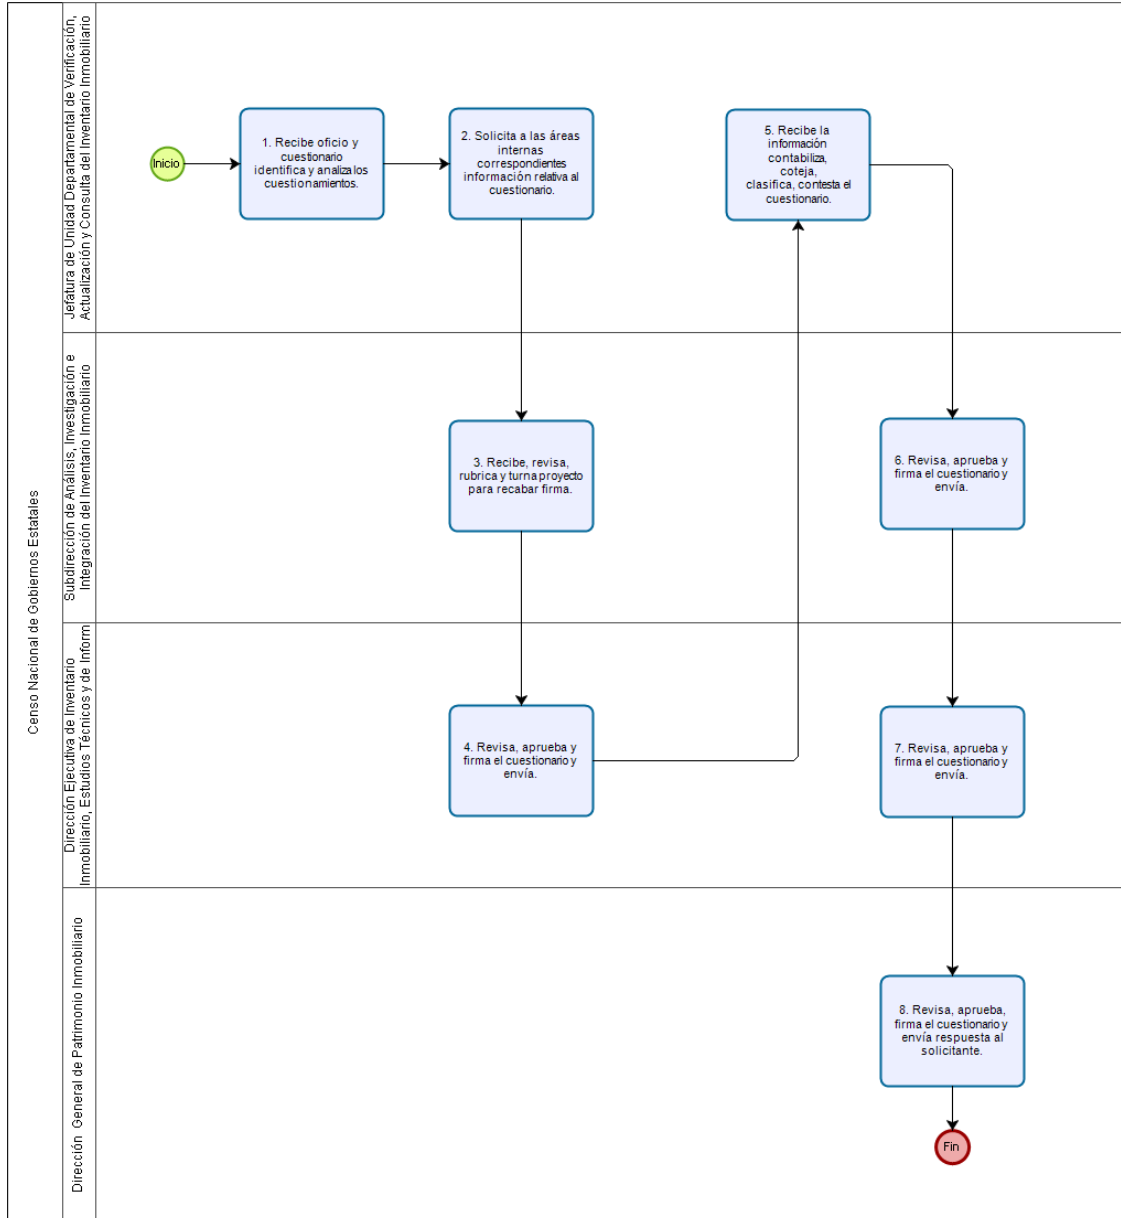 Censo Nacional de Gobiernos Estatales
Jefatura de Unidad Departamental de Verificación,
Actualización y Consulta del Inventario Inmobiliario
Inicio
1. Recibe oficio y
cuestionario
identifica y analiza los
cuestionamientos.
2. Solicita a las áreas
internas
correspondientes
información relativa al
cuestionario.
5. Recibe la
información
contabiliza,
coteja,
clasifica, contesta el
cuestionario.
Subdirección de Análisis, Investigación e
Integración del Inventario Inmobiliario
3. Recibe, revisa,
rubrica y turna proyecto
para recabar firma.
6. Revisa, aprueba y
firma el cuestionario y
envía.
Dirección Ejecutiva de Inventario
Inmobiliario, Estudios Técnicos y de Inform
4. Revisa, aprueba y
firma el cuestionario y
envía.
7. Revisa, aprueba y
firma el cuestionario y
envía.
Dirección General de Patrimonio Inmobiliario
8. Revisa, aprueba,
firma el cuestionario y
envía respuesta al
solicitante.
Fin